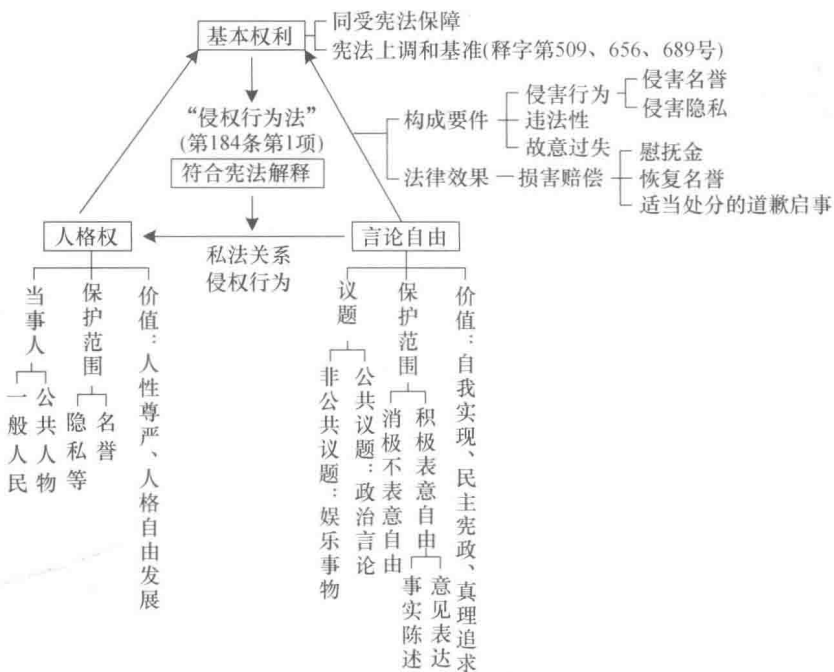 基本权利
同受宪法保障
宪法上调和基准(释字第509、656、689号)
“侵权行为法”
(第184条第1项)
符合宪法解释
构成要件
侵害行为
侵害名誉
侵害隐私
违法性
故意过失
法律效果
损害赔偿
慰抚金
恢复名誉
适当处分的道歉启事
人格权
私法关系
侵权行为
言论自由
当事人
一般人民
公共人物
保护范围
隐私等
名誉
价值：人性尊严、人格自由发展
议题
非公共议题：娱乐事物
公共议题：政治言论
保护范围
消极不表意自由
积极表意自由
事实陈述
意见表达
价值：自我实现、民主宪政、真理追求